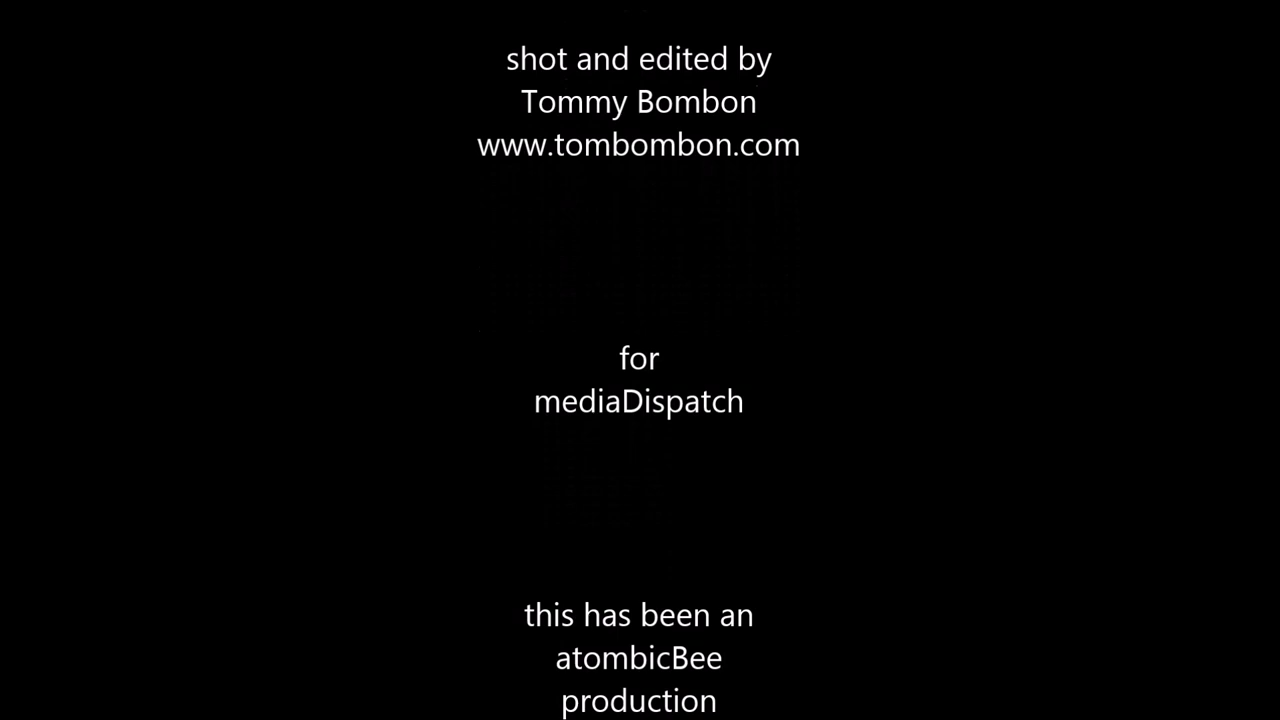 shot and edited by
Tommy Bombon
www.tombombon.com
for
mediaDispatch
this has been an
atombicBee
production